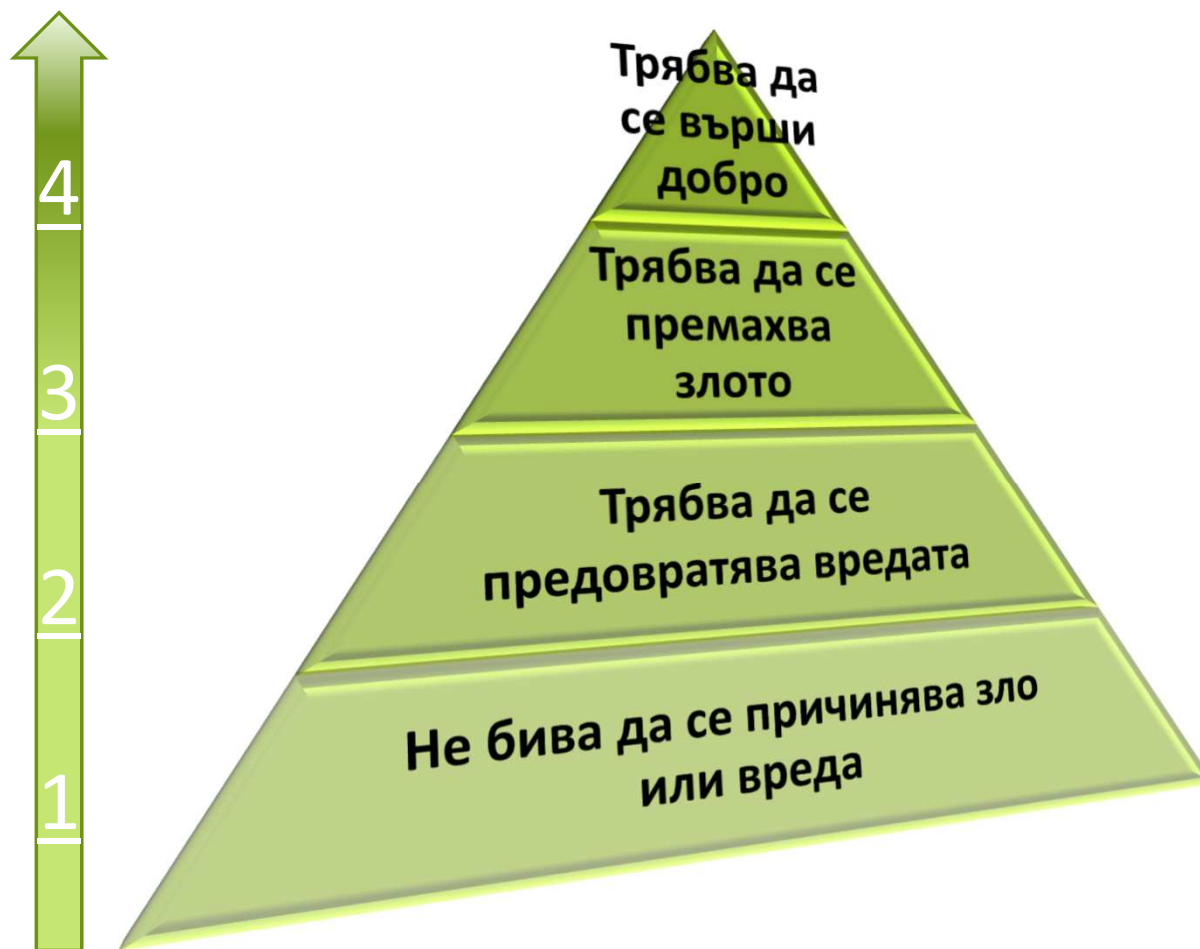 4
3
2
1
Трябва да
се върши
добро
Трябва да се
премахва
злото
Трябва да се
предовратява вредата
Не бива да се причинява зло
или вреда